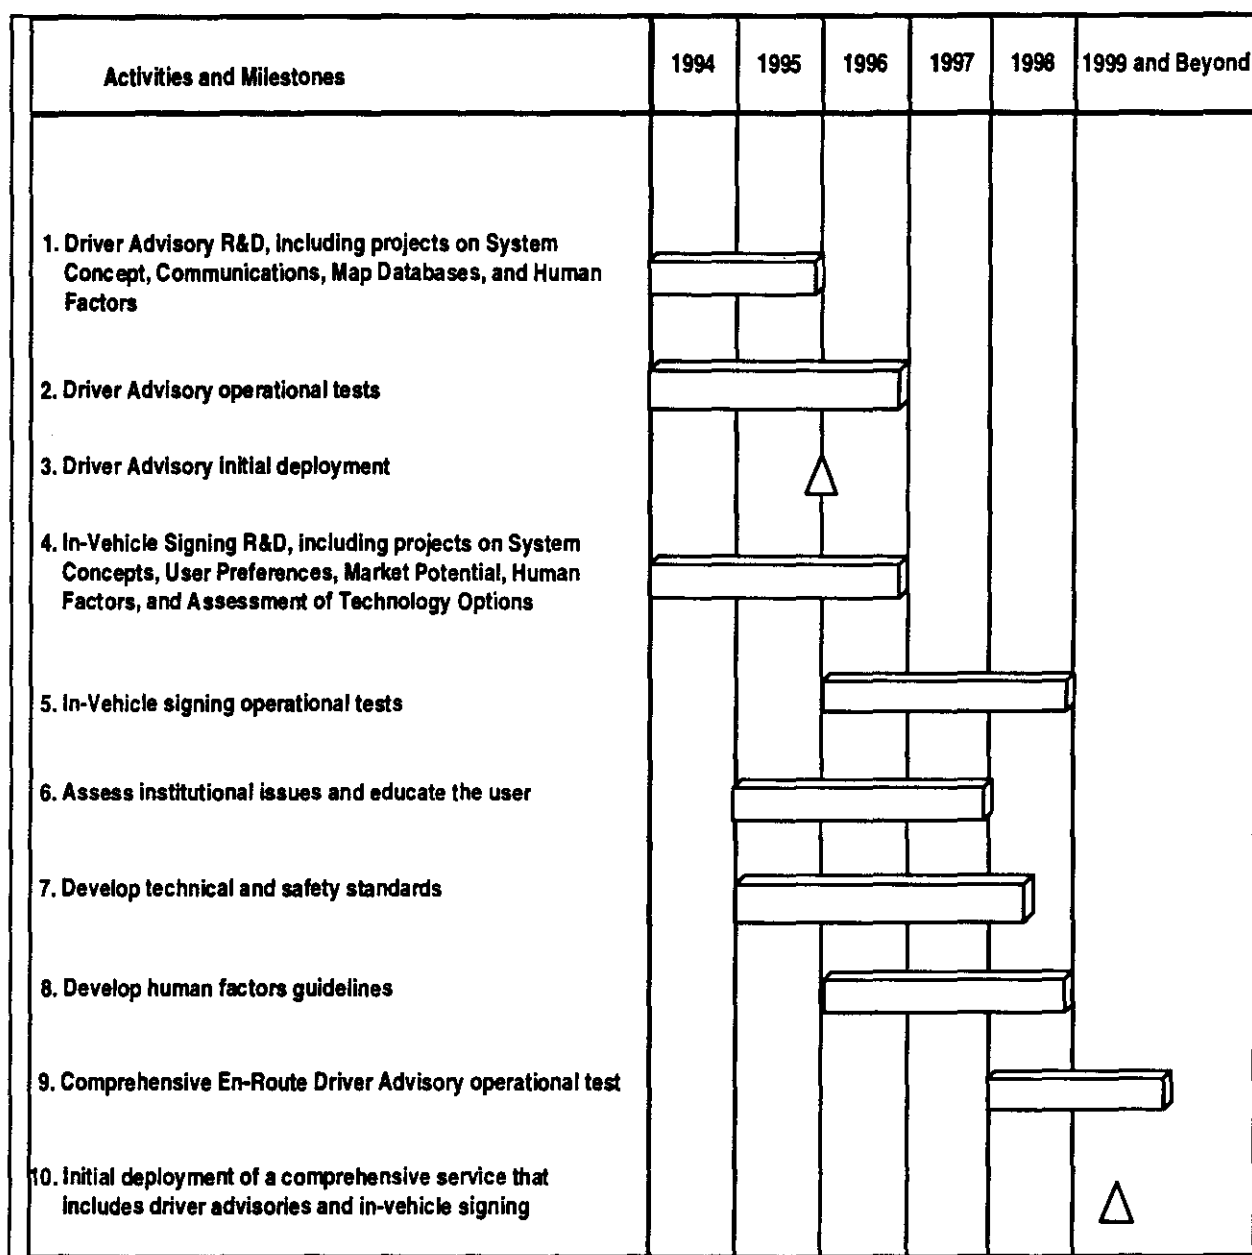 Activities and Milestones
1994 1995 1996 1997 1998 1999 and Beyond
1. Driver Advisory R&D, including projects on System
Concept, Communications, Map Databases, and Human
Factors
2. Driver Advisory operational tests
3. Driver Advisory initial deployment
4. In-Vehicle Signing R&D, including projects on System
Concepts, User Preferences, Market Potential, Human
Factors, and Assessment of Technology Options
5. In-Vehicle signing operational tests
6. Assess institutional issues and educate the user
7. Develop technical and safety standards
8. Develop human factors guidelines
9. Comprehensive En-Route Driver Advisory operational test
10. Initial deployment of a comprehensive service that
includes driver advisories and in-vehicle signing